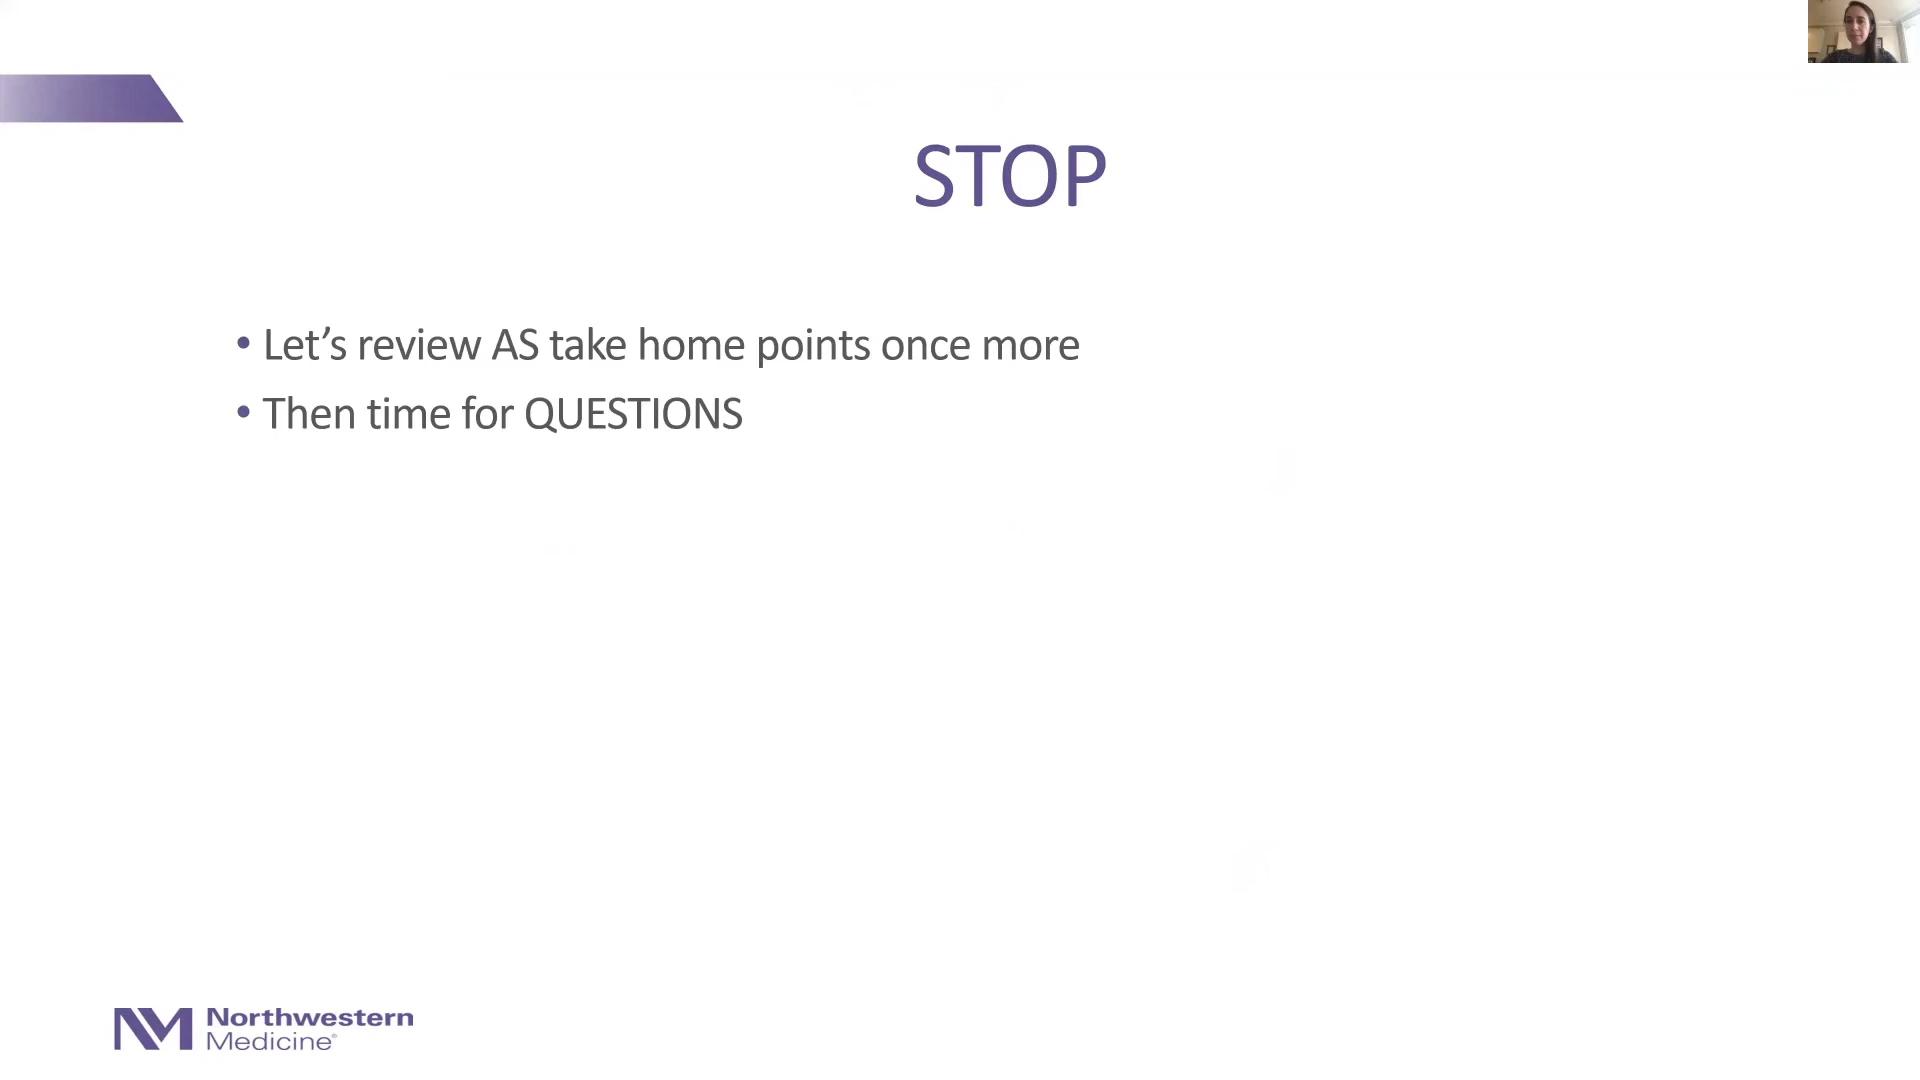 STOP
• Let’s review AS take home points once more
• Then time for QUESTIONS
Northwestern
Medicine®